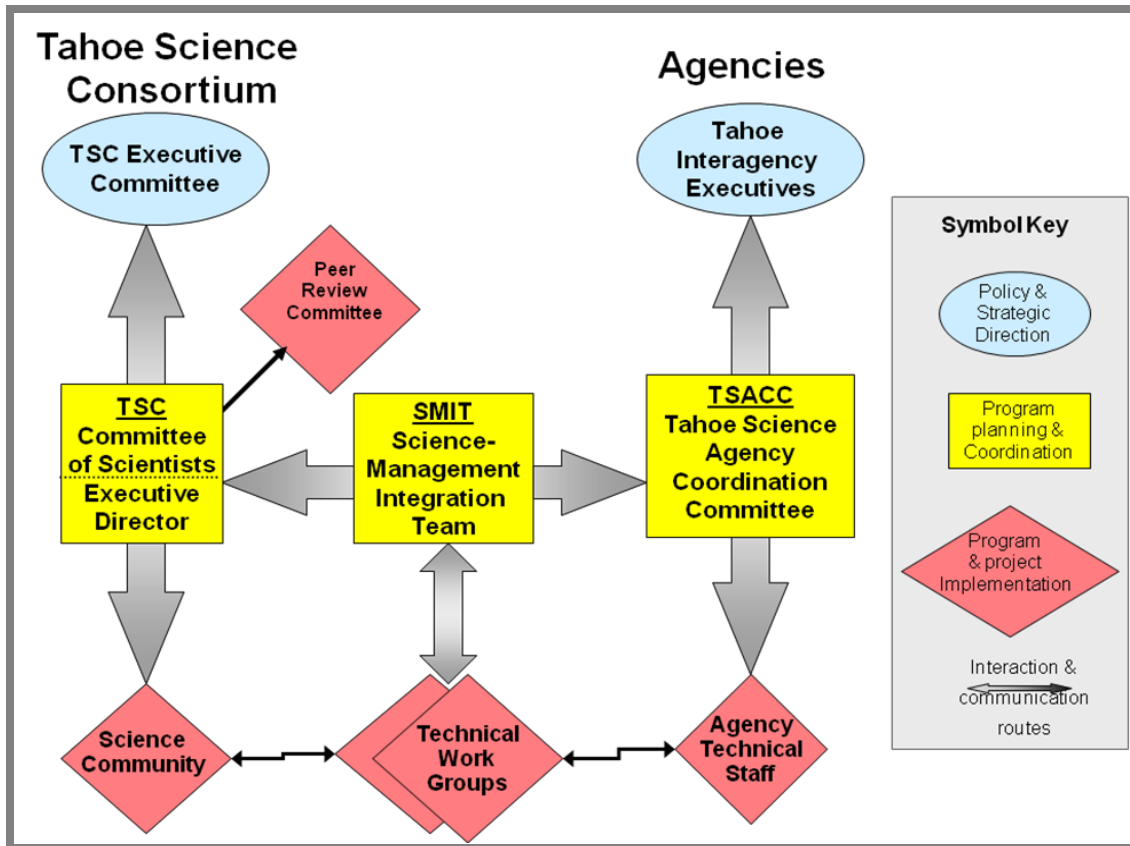 Tahoe Science
Consortium
Agencies
TSC Executive
Committee
Tahoe
Interagency
Executives
Peer
Review
Committee
TSC
Committee
of Scientists
Executive
Director
SMIT
Science-
Management
Integration
Team
TSACC
Tahoe Science
Agency
Coordination
Committee
Science
Community
Technical
Work
Groups
Agency
Technical
Staff
Symbol Key
Policy &
Strategic
Direction
Program
planning &
Coordination
Program
& project
Implementation
Interaction &
communication
routes